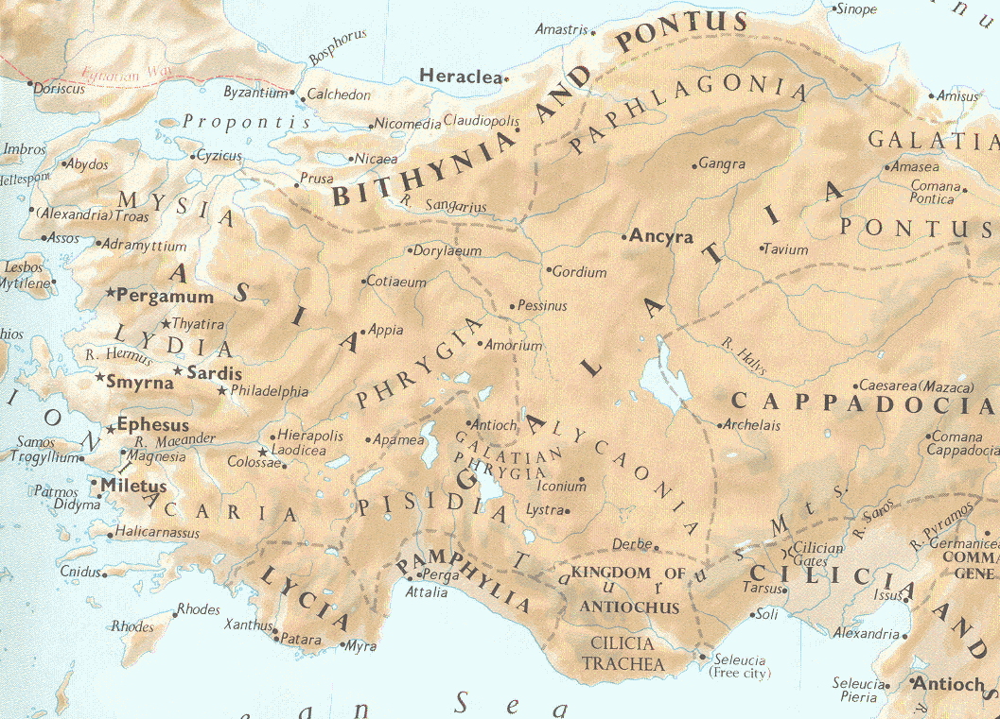 Sinope
Amastris
PONTUS
Bosphorus
Heraclea
AND
Egnatian Way
Doriscus
Byzantium
Calchedon
Amisus
Propontis
Nicomedia
Claudiopolis
PAPHLAGONIA
BITHYNIA
GALATIA
Imbros
Cyzicus
Nicaea
Abydos
Gangra
Amasea
Hellespont
Prusa
Comana
Pontica
MYSIA
R. Sangarius
(Alexandria) Troas
PONTUS
Assos
Adramyttium
Ancyra
Dorylaeum
Tavium
Lesbos
Mytilene
ASIA
Cotiaeum
Gordium
Pergamum
Pessinus
Thyatira
Appia
LYDIA
Amorium
PHRYGIA
R. Hermus
R. Halys
Sardis
Smyrna
Philadelphia
Caesarea (Mazaca)
CAPPADOCIA
IONIA
GALATIA
Ephesus
Antioch
Archelais
LYCAONIA
Samos
Trogyllium
R. Maeander
Magnesia
Hierapolis
Laodicea
Colossae
Apamea
GALATIAN
PHRYGIA
Comana
Cappadocia
Miletus
Patmos
Didyma
Iconium
CARIA
PISIDIA
Lystra
Taurus Mts.
R. Saros
R. Pyramos
Halicarnassus
Derbe
Germanicea
Cilician
Gates
COMMA
GENE
Cnidus
PAMPHYLIA
Perga
Attalia
KINGDOM OF
ANTIOCHUS
CILICIA AND S
Tarsus
Issus
LYCIA
Rhodes
Rhodes
Xanthus
Patara
Myra
Soli
Alexandria
CILICIA
TRACHEA
Seleucia
(Free city)
Seleucia
Pieria
Antioch
R.
ean Sea